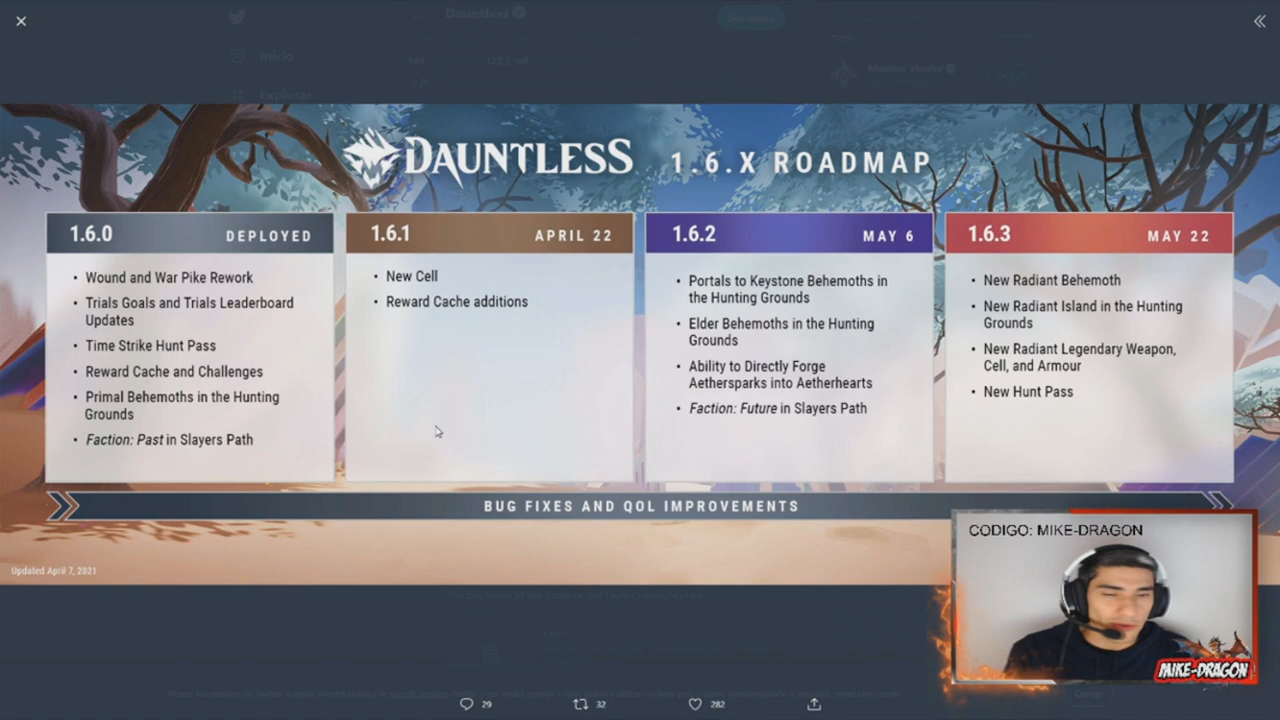 Dauntless
Inicio
Explorar
Monster Hunter
DAUNTLESS
1.6.X ROADMAP
1.6.0 DEPLOYED
• Wound and War Pike Rework
• Trials Goals and Trials Leaderboard
Updates
• Time Strike Hunt Pass
• Reward Cache and Challenges
• Primal Behemoths in the Hunting
Grounds
• Faction: Past in Slayers Path
1.6.1 APRIL 22
• New Cell
• Reward Cache additions
1.6.2 MAY 6
• Portals to Keystone Behemoths in
the Hunting Grounds
• Elder Behemoths in the Hunting
Grounds
• Ability to Directly Forge
Aethersparks into Aetherhearts
• Faction: Future in Slayers Path
1.6.3 MAY 22
• New Radiant Behemoth
• New Radiant Island in the Hunting
Grounds
• New Radiant Legendary Weapon,
Cell, and Armour
• New Hunt Pass
BUG FIXES AND QOL IMPROVEMENTS
Updated April 7, 2021
CODIGO: MIKE-DRAGON
MIKE-DRAGON
29
32
282